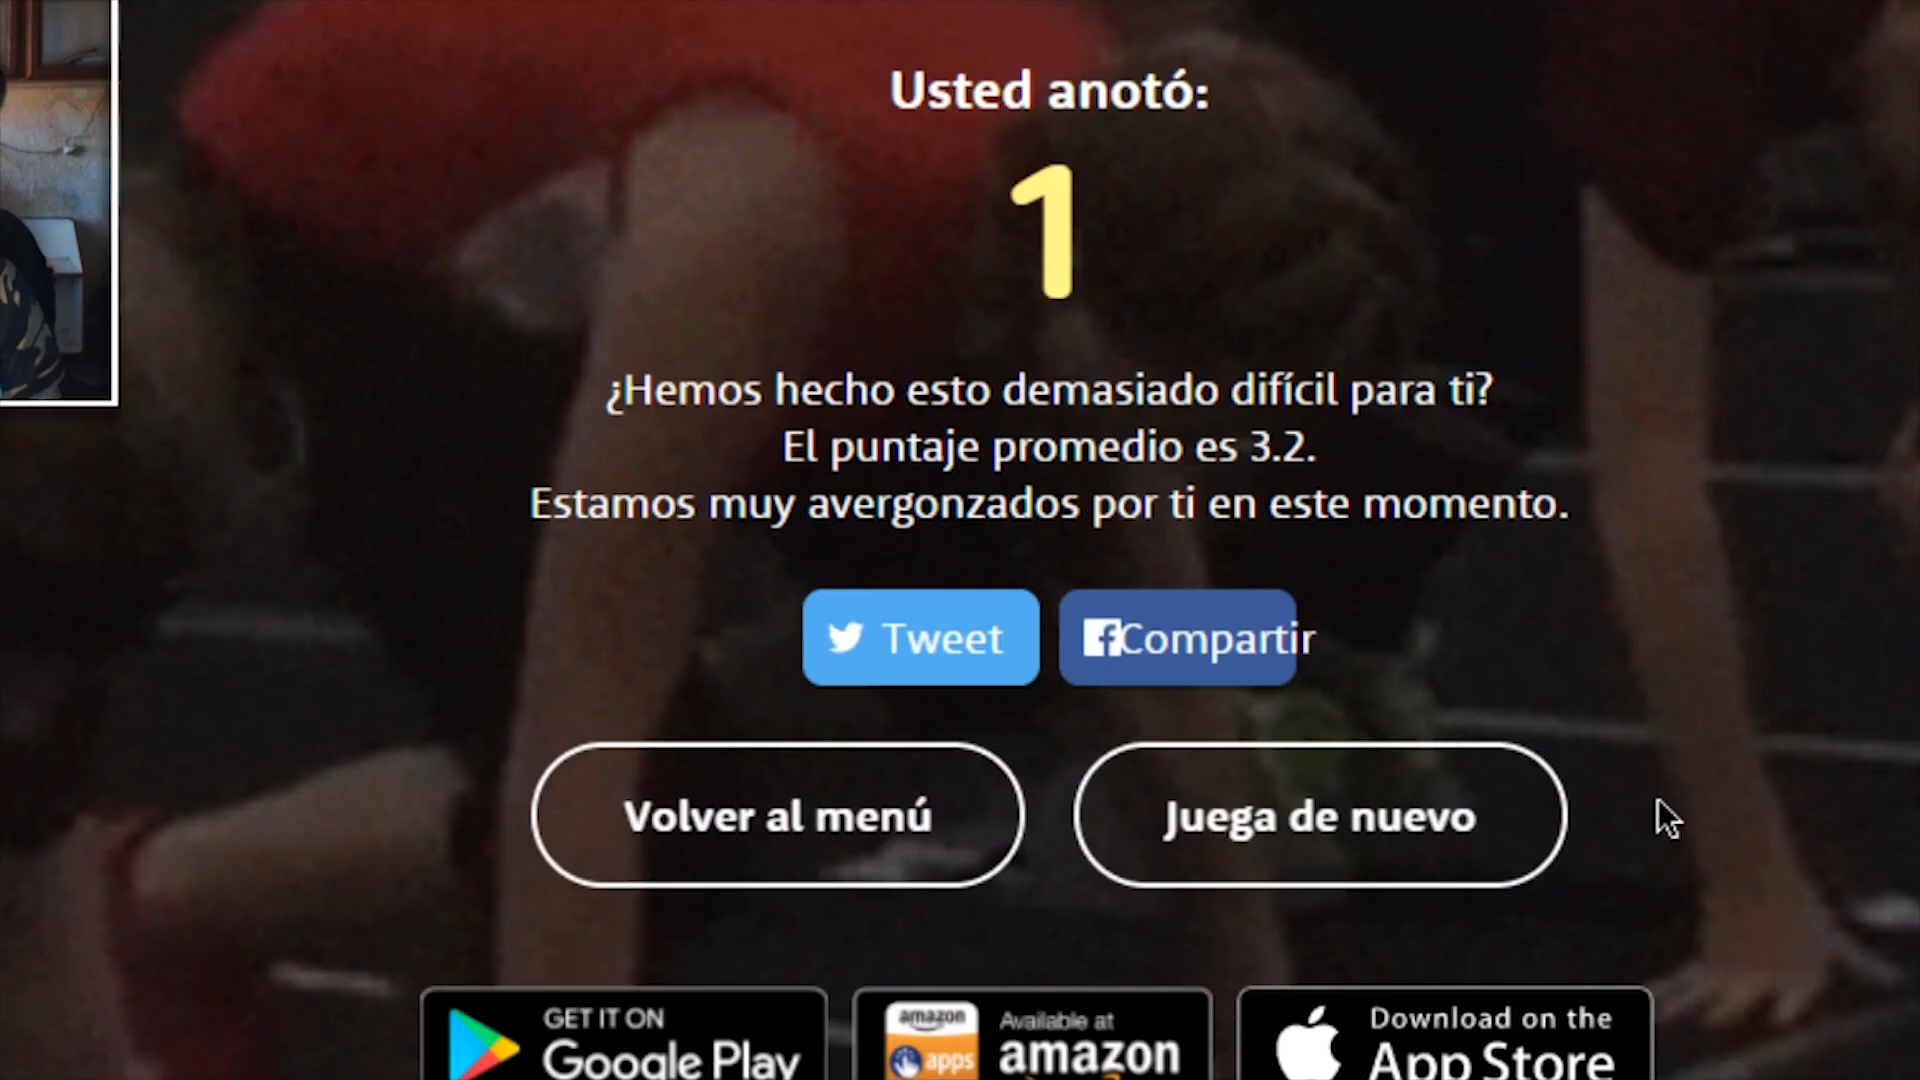 Usted anotó:
1
¿Hemos hecho esto demasiado difícil para ti?
El puntaje promedio es 3.2.
Estamos muy avergonzados por ti en este momento.
Tweet
Compartir
Volver al menú
Juega de nuevo
GET IT ON
Google Play
amazon
apps
Available at
amazon
Download on the
App Store